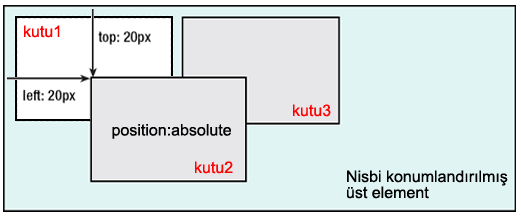 kutu1
top: 20px
left: 20px
position:absolute
kutu2
kutu3
Nisbi konumlandırılmış
üst element